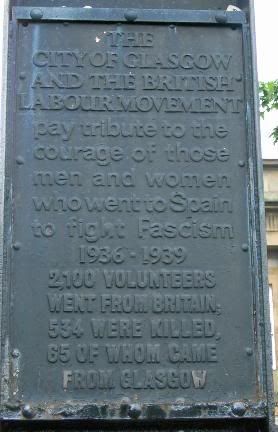 THE
CITY OF GLASGOW
AND THE BRITISH
LABOUR MOVEMENT
pay tribute to the
courage of those
men and women
who went to Spain
to fight Fascism
1936-1939
2,100 VOLUNTEERS
WENT FROM BRITAIN;
534 WERE KILLED,
65 OF WHOM CAME
FROM GLASGOW